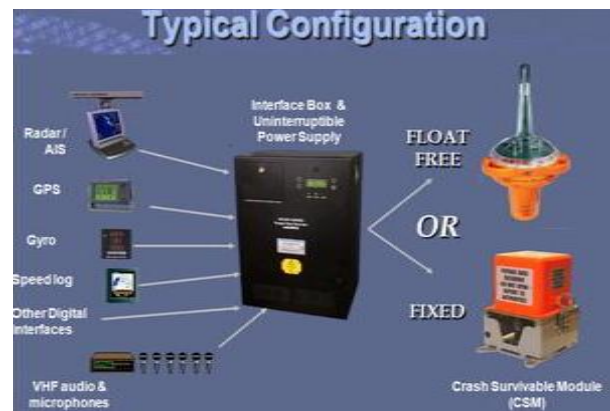 Typical Configuration
Radar /
AIS
GPS
Gyro
Speed log
Other Digital
Interfaces
VHF audio &
microphones
Interface Box &
Uninterruptible
Power Supply
FLOAT
FREE
OR
FIXED
Crash Survivable Module
(CSM)